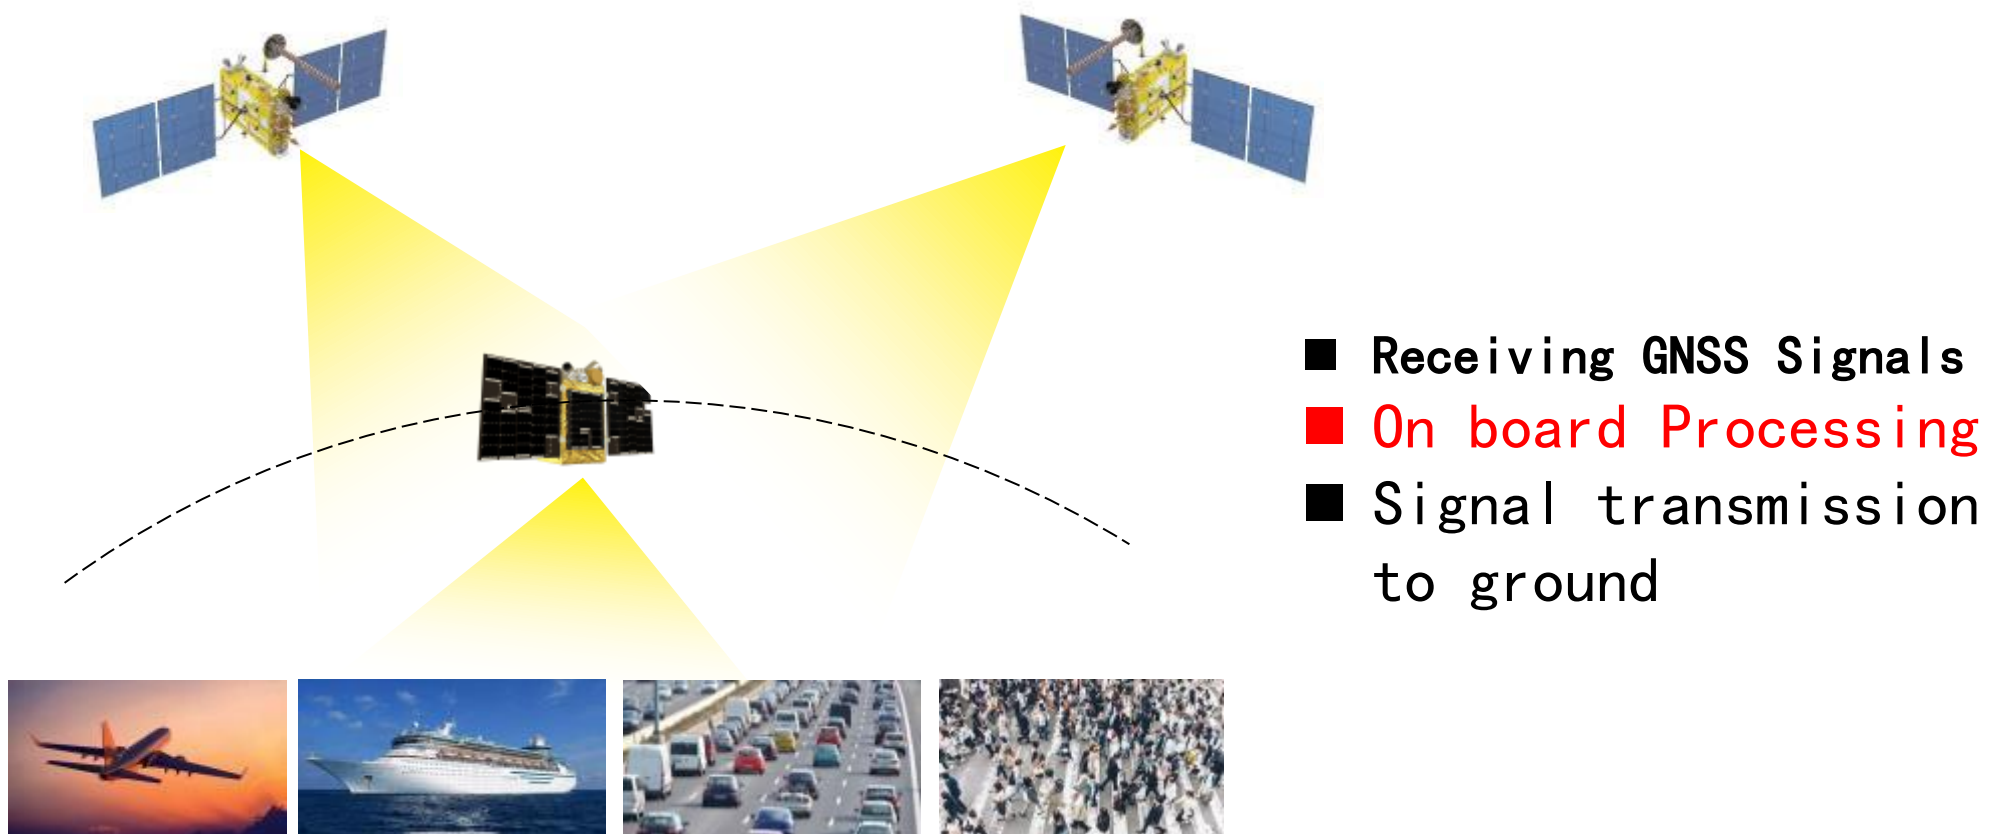 Receiving GNSS Signals
On board Processing
Signal transmission
to ground